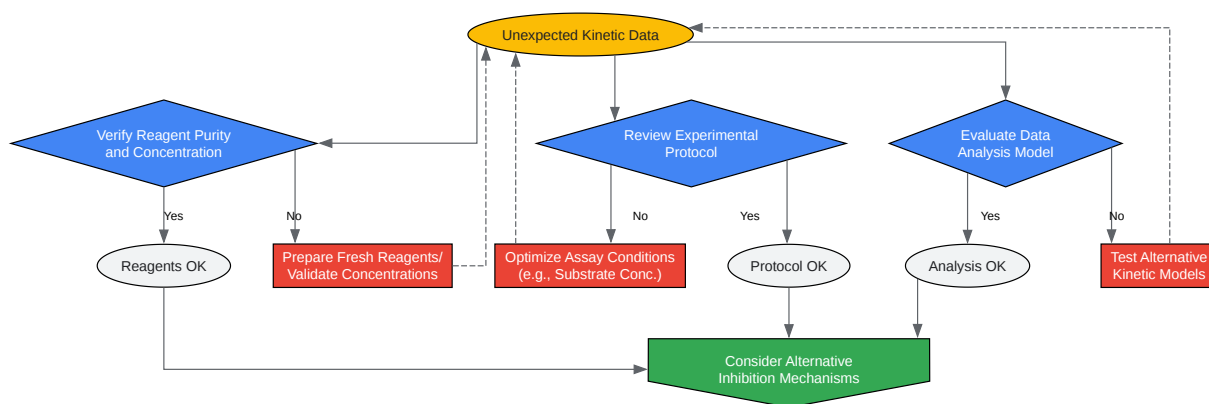 Unexpected Kinetic Data
Verify Reagent Purity
and Concentration
Review Experimental
Protocol
Evaluate Data
Analysis Model
Yes
No
No
Yes
Yes
No
Reagents OK
Prepare Fresh Reagents/
Validate Concentrations
Optimize Assay Conditions
(e.g., Substrate Conc.)
Protocol OK
Analysis OK
Test Alternative
Kinetic Models
Consider Alternative
Inhibition Mechanisms